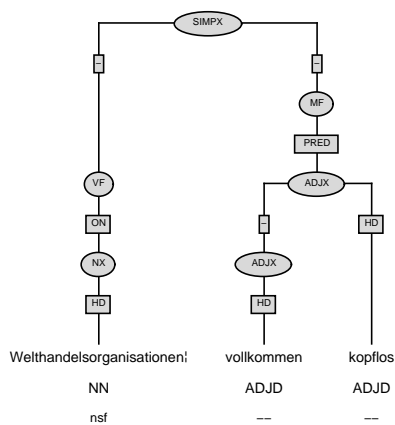 SIMPX
– –
MF
PRED
VF ADJX
ON – HD
NX ADJX
HD HD
Welthandelsorganisationen¦ vollkommen kopflos
NN ADJD ADJD
nsf –– ––